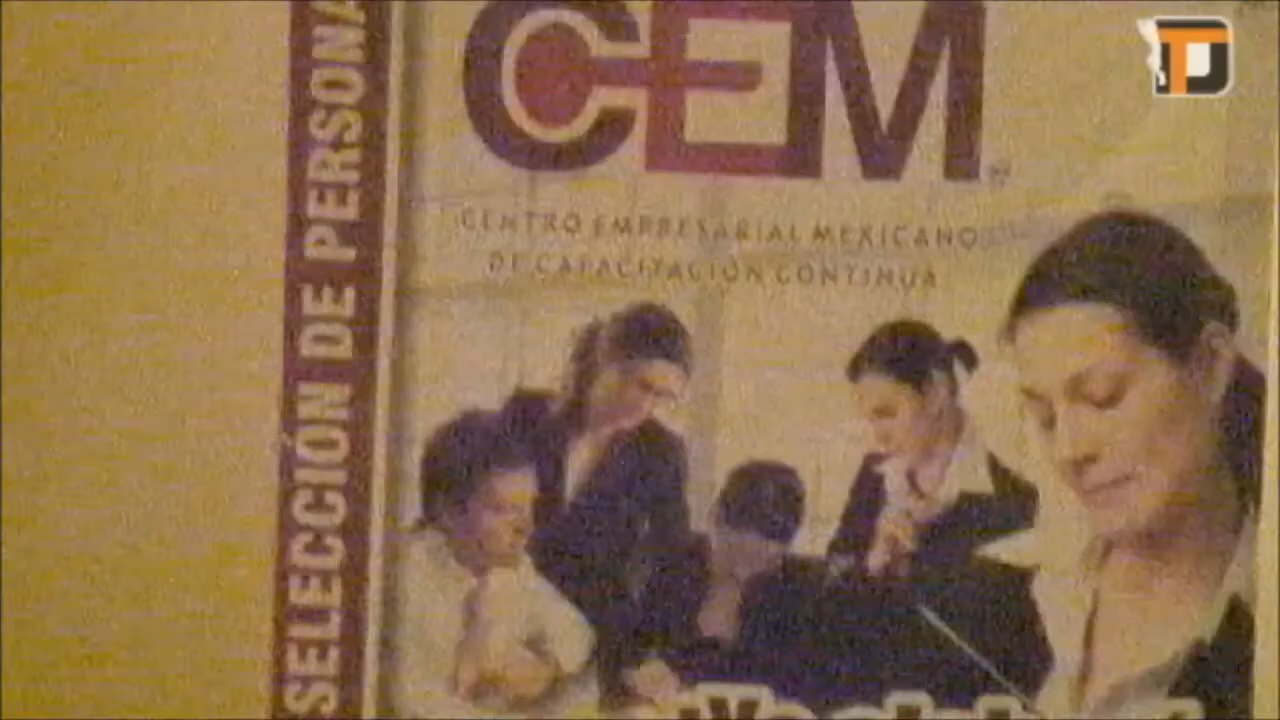 SELECCIÓN DE PERSONA
CEM
CENTRO EMPRESARIAL MEXICANO
DE CAPACITACIÓN CONTINUA